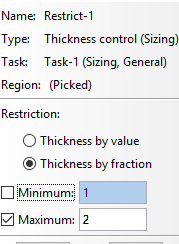 Name: Restrict-1
Type: Thickness control (Sizing)
Task: Task-1 (Sizing, General)
Region: (Picked)
Restriction:
Thickness by value
Thickness by fraction
Minimum: 1
Maximum: 2